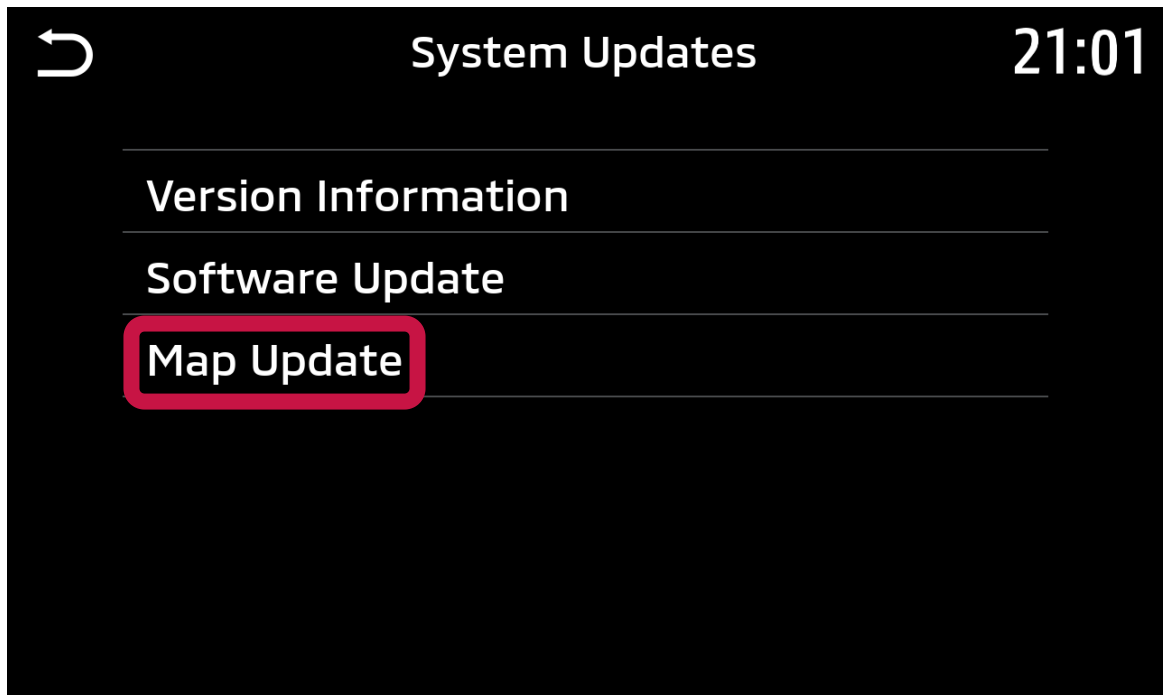 System Updates 21:01
Version Information
Software Update
Map Update